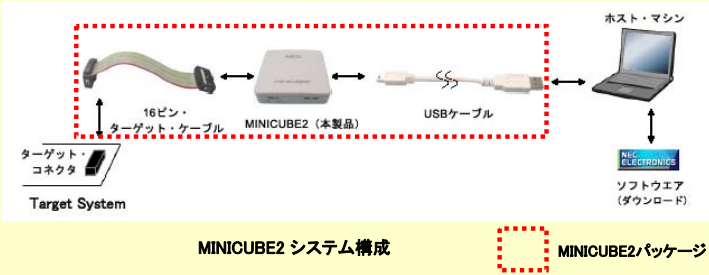 ホスト・マシン
NEC
MINICUBE2
16ピン・
ターゲット・ケーブル
MINICUBE2（本製品）
USBケーブル
ターゲット・
コネクタ
Target System
NEC
ELECTRONICS
ソフトウエア
（ダウンロード）
MINICUBE2 システム構成
MINICUBE2パッケージ